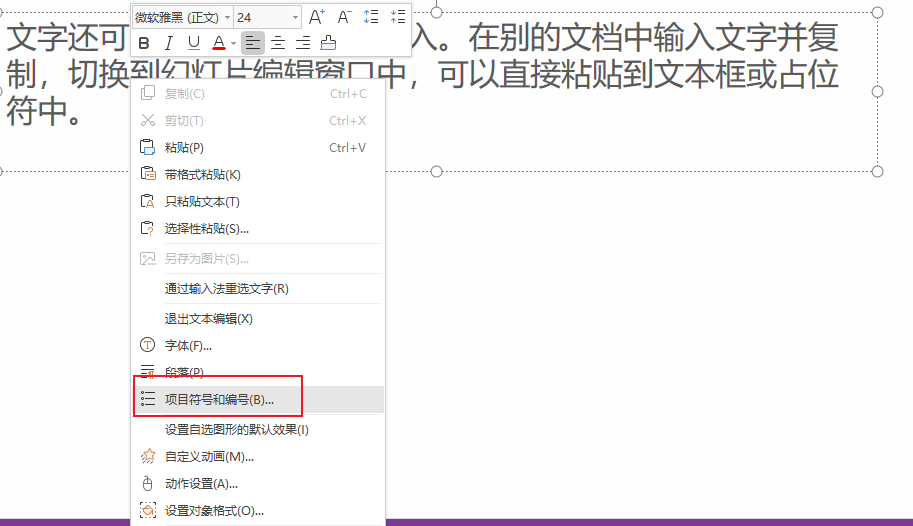 微软雅黑 (正文) 24 A+ A-
B I U A
文字还可 入。在别的文档中输入文字并复
制，切换到幻灯片编辑窗口中，可以直接粘贴到文本框或占位
符中。
复制(C) Ctrl+C
剪切(T) Ctrl+X
粘贴(P) Ctrl+V
带格式粘贴(K)
只粘贴文本(T)
选择性粘贴(S)...
另存为图片(S)...
通过输入法重选文字(R)
退出文本编辑(X)
字体(F)...
段落(P)...
项目符号和编号(B)...
设置自选图形的默认效果(I)
自定义动画(M)...
动作设置(A)...
设置对象格式(O)...